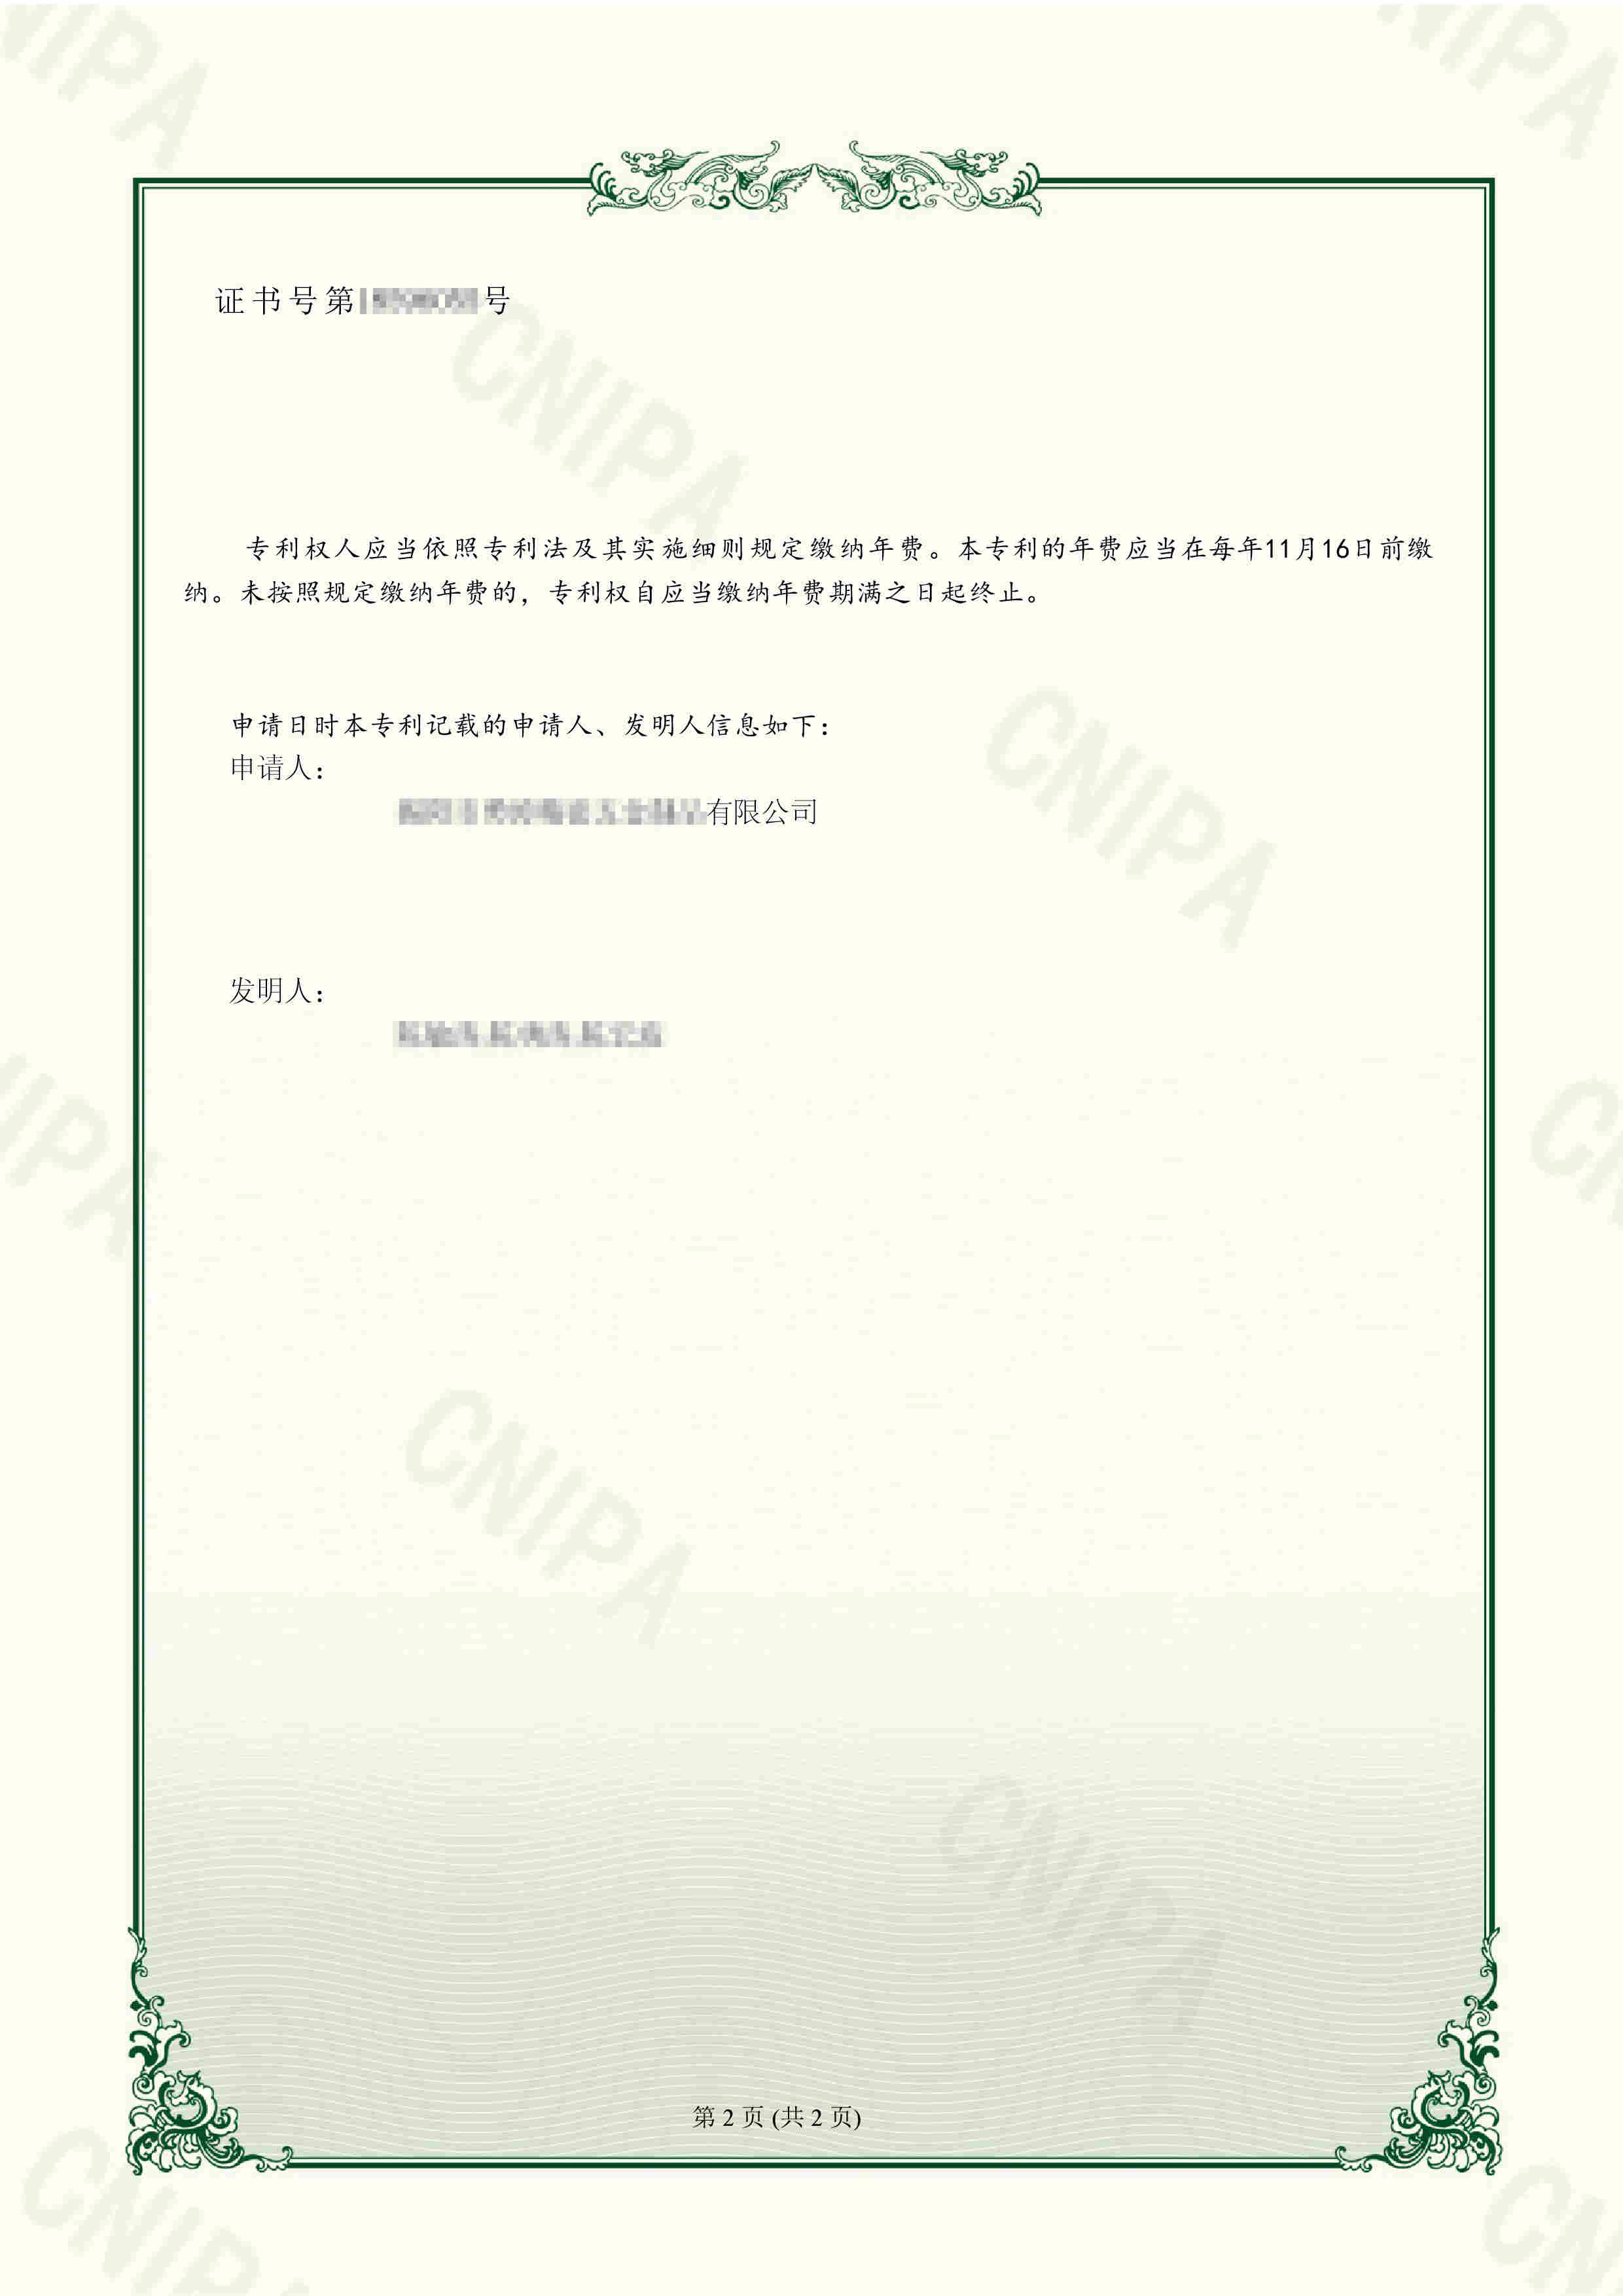 证书号第 号
专利权人应当依照专利法及其实施细则规定缴纳年费。本专利的年费应当在每年11月16日前缴
纳。未按照规定缴纳年费的，专利权自应当缴纳年费期满之日起终止。
申请日时本专利记载的申请人、发明人信息如下：
申请人：
有限公司
发明人：
第 2 页 (共 2 页)
CNIPA
CNIPA
CNIPA
CNIPA